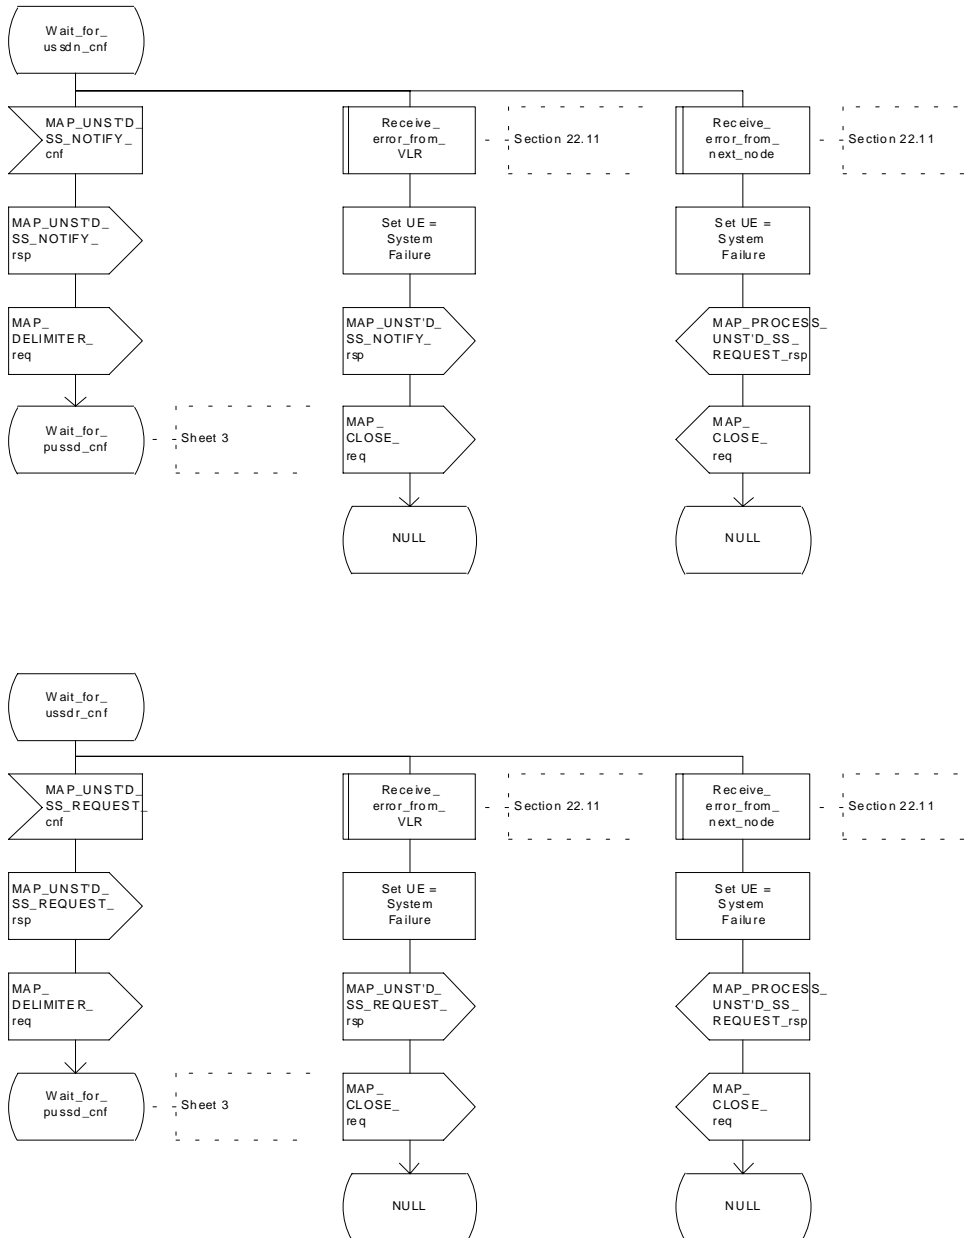 Wait_for_
ussdn_cnf
MAP_UNST'D_
SS_NOTIFY_
cnf
Receive_
error_from_
VLR
Section 22.11
Receive_
error_from_
next_node
Section 22.11
MAP_UNST'D_
SS_NOTIFY_
rsp
Set UE =
System
Failure
Set UE =
System
Failure
MAP_
DELIMITER_
req
MAP_UNST'D_
SS_NOTIFY_
rsp
MAP_PROCESS_
UNST'D_SS_
REQUEST_rsp
Wait_for_
pussd_cnf
Sheet 3
MAP_
CLOSE_
req
MAP_
CLOSE_
req
NULL
NULL
Wait_for_
ussdr_cnf
MAP_UNST'D_
SS_REQUEST_
cnf
Receive_
error_from_
VLR
Section 22.11
Receive_
error_from_
next_node
Section 22.11
MAP_UNST'D_
SS_REQUEST_
rsp
Set UE =
System
Failure
Set UE =
System
Failure
MAP_
DELIMITER_
req
MAP_UNST'D_
SS_REQUEST_
rsp
MAP_PROCESS_
UNST'D_SS_
REQUEST_rsp
Wait_for_
pussd_cnf
Sheet 3
MAP_
CLOSE_
req
MAP_
CLOSE_
req
NULL
NULL